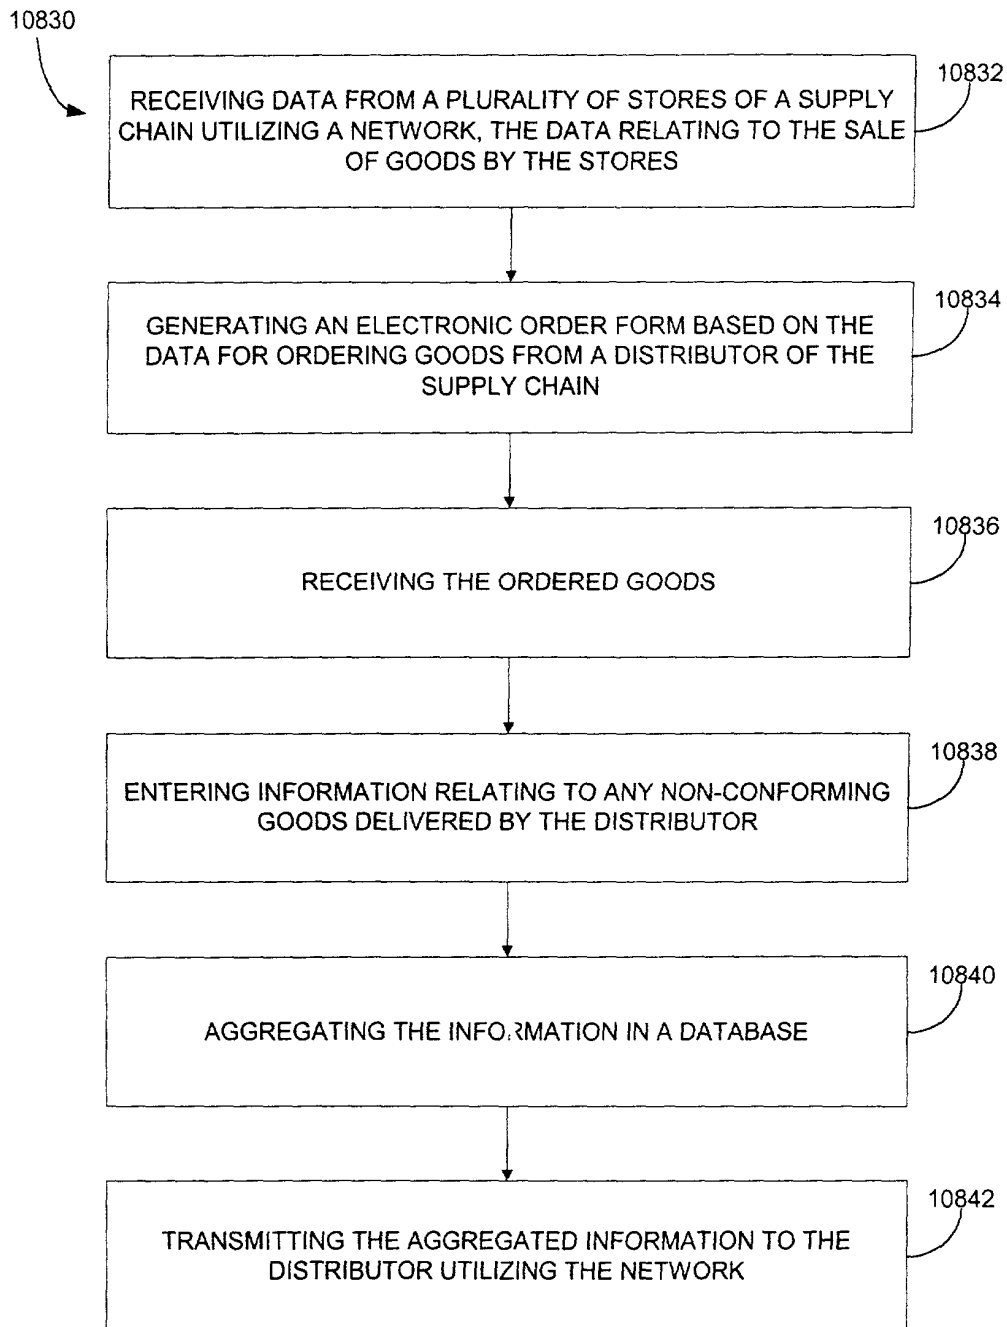 10830
10832
RECEIVING DATA FROM A PLURALITY OF STORES OF A SUPPLY
CHAIN UTILIZING A NETWORK, THE DATA RELATING TO THE SALE
OF GOODS BY THE STORES
10834
GENERATING AN ELECTRONIC ORDER FORM BASED ON THE
DATA FOR ORDERING GOODS FROM A DISTRIBUTOR OF THE
SUPPLY CHAIN
10836
RECEIVING THE ORDERED GOODS
10838
ENTERING INFORMATION RELATING TO ANY NON-CONFORMING
GOODS DELIVERED BY THE DISTRIBUTOR
10840
AGGREGATING THE INFORMATION IN A DATABASE
10842
TRANSMITTING THE AGGREGATED INFORMATION TO THE
DISTRIBUTOR UTILIZING THE NETWORK